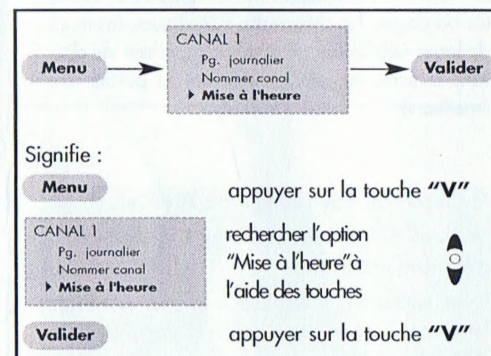 CANAL 1
Pg. journalier
Menu
Nommer canal
Valider
Mise à l'heure
Signifie :
Menu
appuyer sur la touche "V"
CANAL 1
Pg. journalier
Nommer canal
Mise à l'heure
rechercher l'option
"Mise à l'heure"à
l'aide des touches
Valider
appuyer sur la touche "V"